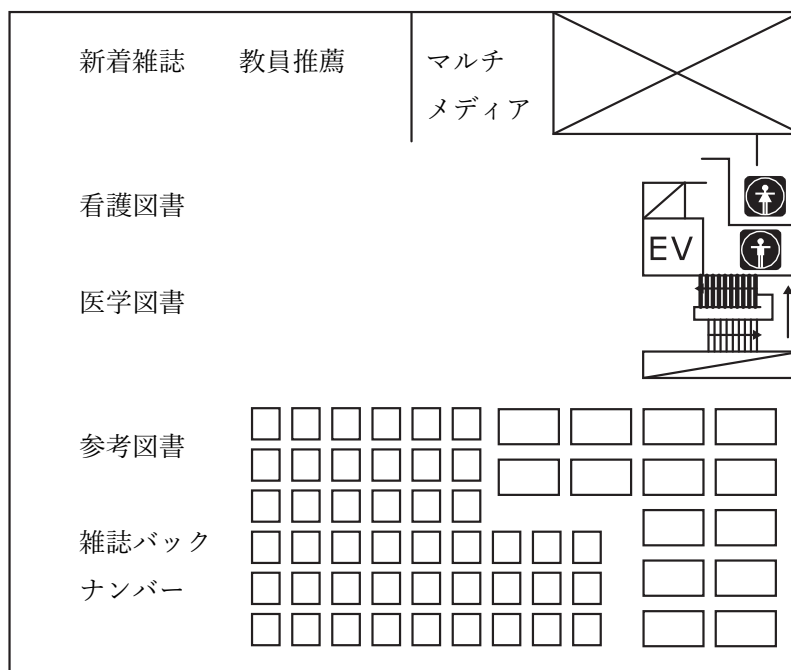 新着雑誌
教員推薦
マルチ
メディア
看護図書
EV
医学図書
参考図書
雑誌バック
ナンバー